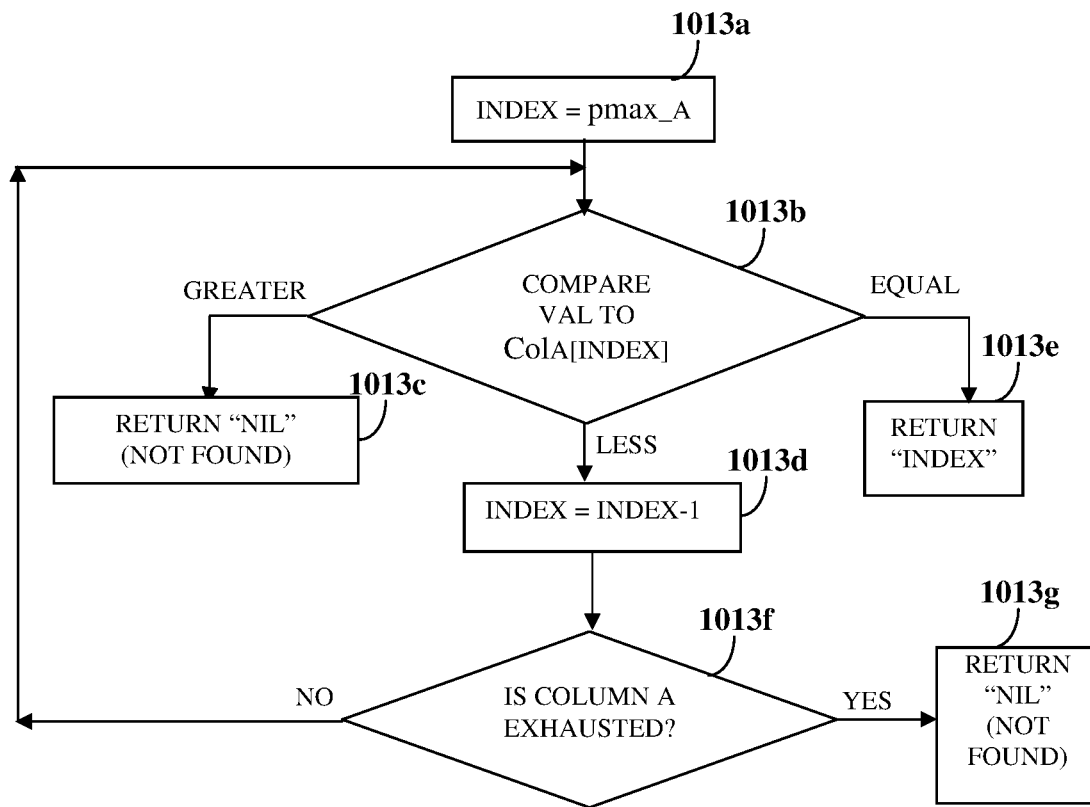 1013a
INDEX = pmax_A
1013b
COMPARE
VAL TO
ColA[INDEX]
GREATER
EQUAL
1013c
RETURN “NIL”
(NOT FOUND)
1013e
RETURN
“INDEX”
LESS
1013d
INDEX = INDEX-1
1013f
IS COLUMN A
EXHAUSTED?
NO
YES
1013g
RETURN
“NIL”
(NOT
FOUND)